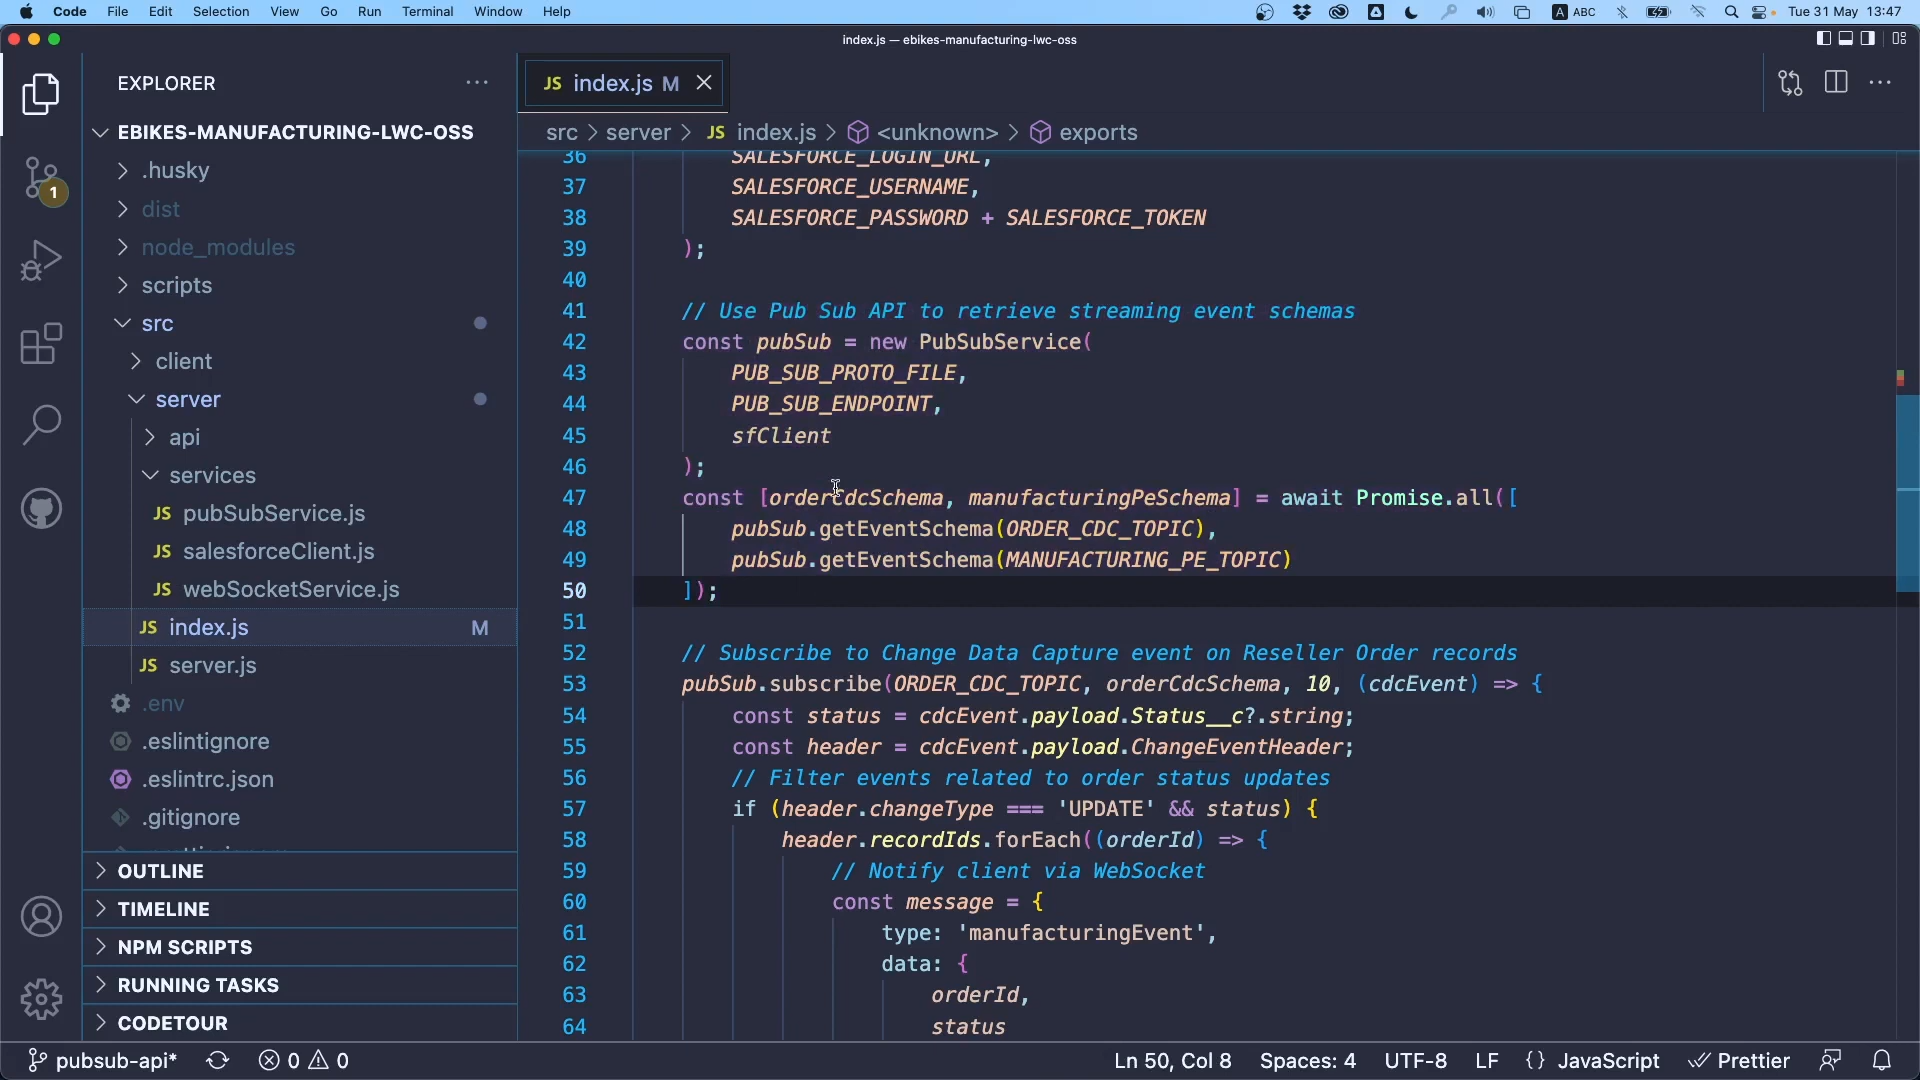 Code File Edit Selection View Go Run Terminal Window Help
A ABC Tue 31 May 13:47
index.js — ebikes-manufacturing-lwc-oss
EXPLORER
EBIKES-MANUFACTURING-LWC-OSS
.husky
dist
node_modules
scripts
src
client
server
api
services
JS pubSubService.js
JS salesforceClient.js
JS webSocketService.js
JS index.js M
JS server.js
.env
.eslintignore
.eslintrc.json
.gitignore
OUTLINE
TIMELINE
NPM SCRIPTS
RUNNING TASKS
CODETOUR
1
JS index.js M
src > server > JS index.js > <unknown> > exports
36 SALESFORCE_LOGIN_URL,
37 SALESFORCE_USERNAME,
38 SALESFORCE_PASSWORD + SALESFORCE_TOKEN
39 );
40
41 // Use Pub Sub API to retrieve streaming event schemas
42 const pubSub = new PubSubService(
43 PUB_SUB_PROTO_FILE,
44 PUB_SUB_ENDPOINT,
45 sfClient
46 );
47 const [orderCdcSchema, manufacturingPeSchema] = await Promise.all([
48 pubSub.getEventSchema(ORDER_CDC_TOPIC),
49 pubSub.getEventSchema(MANUFACTURING_PE_TOPIC)
50 ]);
51
52 // Subscribe to Change Data Capture event on Reseller Order records
53 pubSub.subscribe(ORDER_CDC_TOPIC, orderCdcSchema, 10, (cdcEvent) => {
54 const status = cdcEvent.payload.Status__c?.string;
55 const header = cdcEvent.payload.ChangeEventHeader;
56 // Filter events related to order status updates
57 if (header.changeType === 'UPDATE' && status) {
58 header.recordIds.forEach((orderId) => {
59 // Notify client via WebSocket
60 const message = {
61 type: 'manufacturingEvent',
62 data: {
63 orderId,
64 status
pubsub-api* 0 0
Ln 50, Col 8 Spaces: 4 UTF-8 LF {} JavaScript Prettier